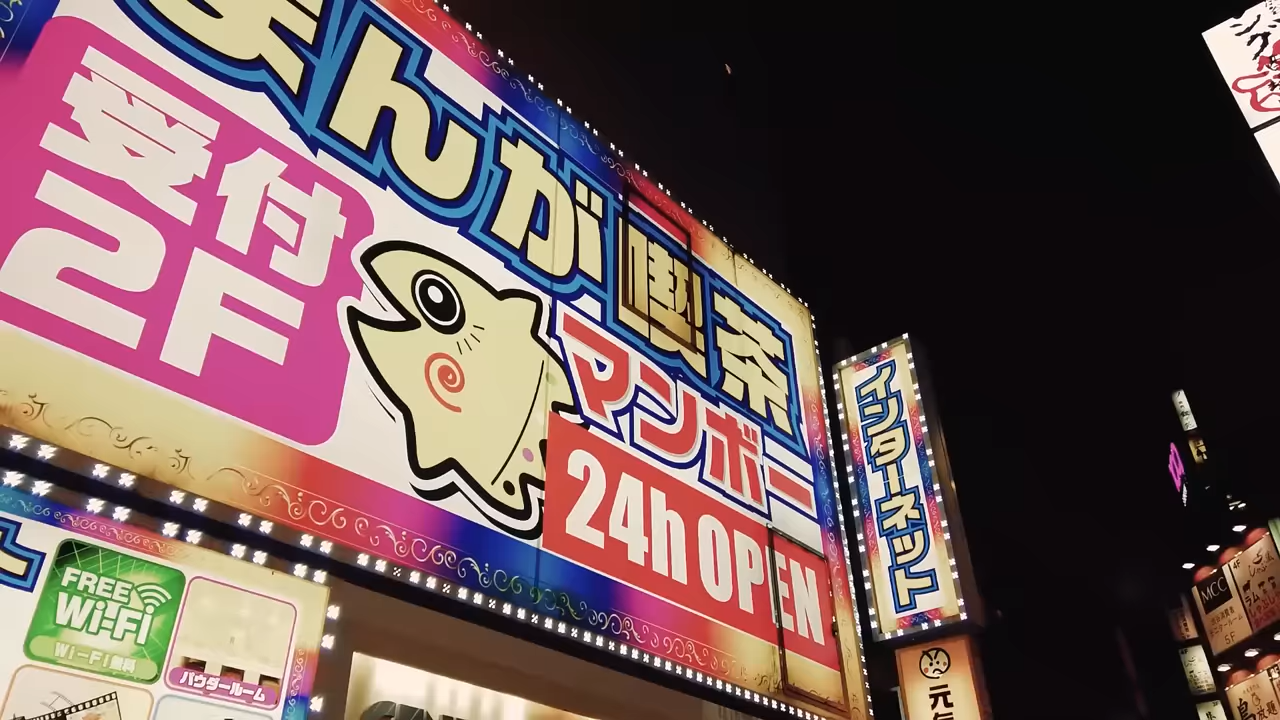 まんが喫茶
受付
2F
マンボー
24h OPEN
インターネット
FREE
Wi-Fi
WI-FI無料
パウダールーム
元気
MCC
4F
5F